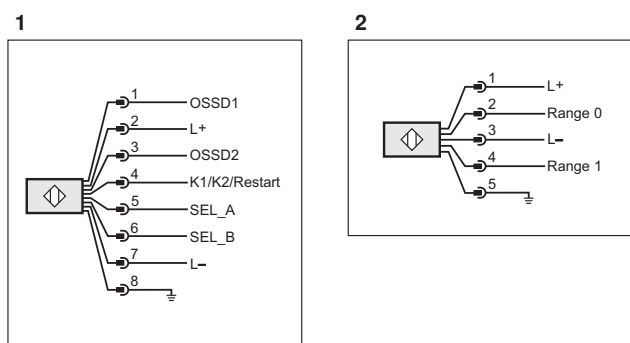 1
1 OSSD1
2 L+
3 OSSD2
4 K1/K2/Restart
5 SEL_A
6 SEL_B
7 L–
8
2
1 L+
2 Range 0
3 L–
4 Range 1
5